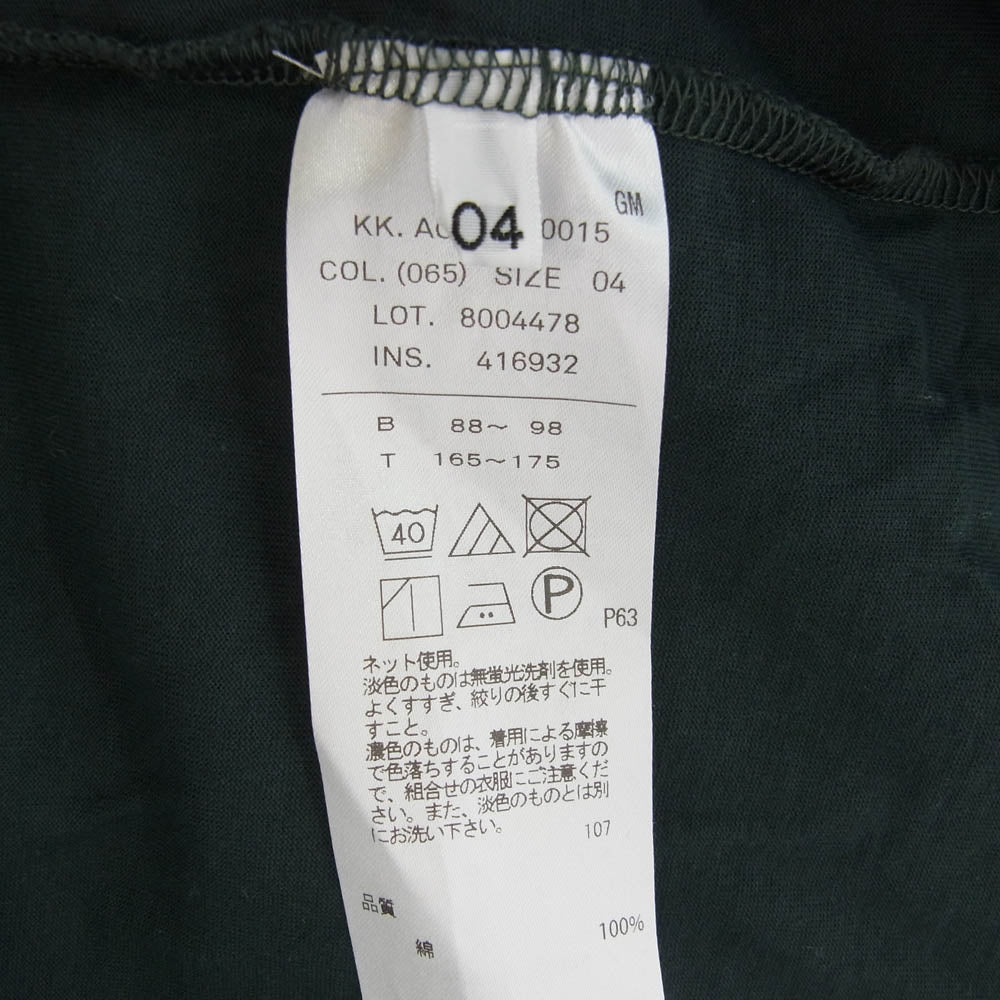 GM
KK. AC 04 0015
COL. (065) SIZE 04
LOT. 8004478
INS. 416932
B 88～ 98
T 165～175
40
P
P63
ネット使用。
淡色のものは無蛍光洗剤を使用。
よくすすぎ、絞りの後すぐに干
すこと。
濃色のものは、着用による摩擦
で色落ちすることがありますの
で、組合せの衣服にご注意くだ
さい。また、淡色のものとは別
にお洗い下さい。
107
品質
綿 100%